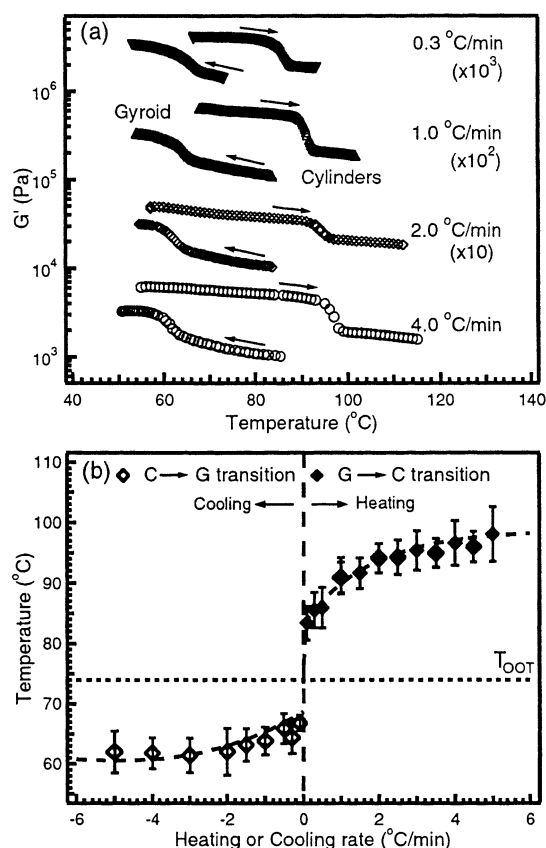 (a)
0.3 °C/min
(x10³)
Gyroid
1.0 °C/min
(x10²)
Cylinders
2.0 °C/min
(x10)
4.0 °C/min
10⁶
10⁵
10⁴
10³
G' (Pa)
40 60 80 100 120 140
Temperature (°C)
(b) C → G transition G → C transition
Cooling ← → Heating
110
100
90
80
70
60
Temperature (°C)
T_OOT
-6 -4 -2 0 2 4 6
Heating or Cooling rate (°C/min)